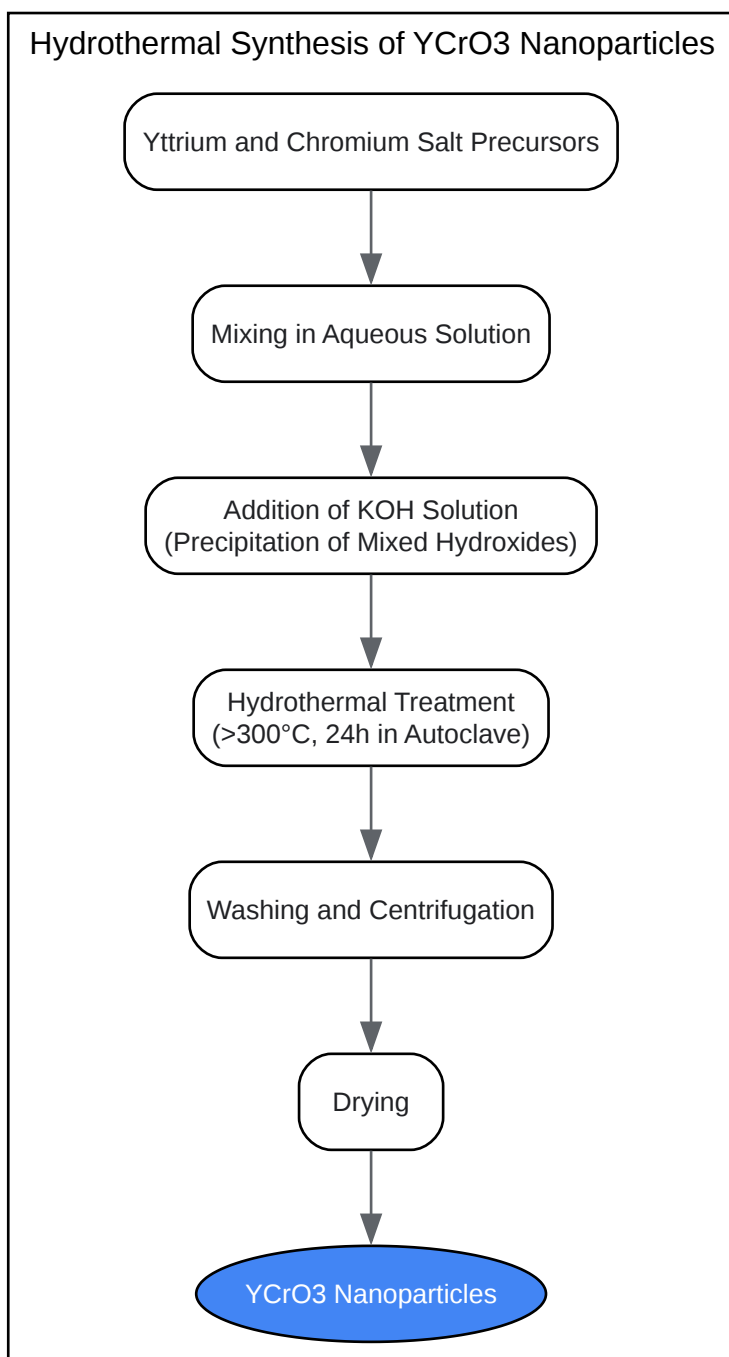 Hydrothermal Synthesis of YCrO3 Nanoparticles
Yttrium and Chromium Salt Precursors
Mixing in Aqueous Solution
Addition of KOH Solution
(Precipitation of Mixed Hydroxides)
Hydrothermal Treatment
(>300°C, 24h in Autoclave)
Washing and Centrifugation
Drying
YCrO3 Nanoparticles